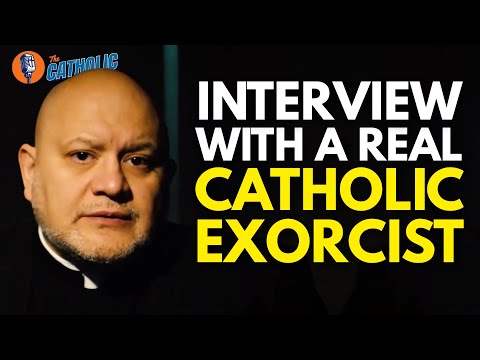 The
CATHOLIC
INTERVIEW
WITH A REAL
CATHOLIC
EXORCIST